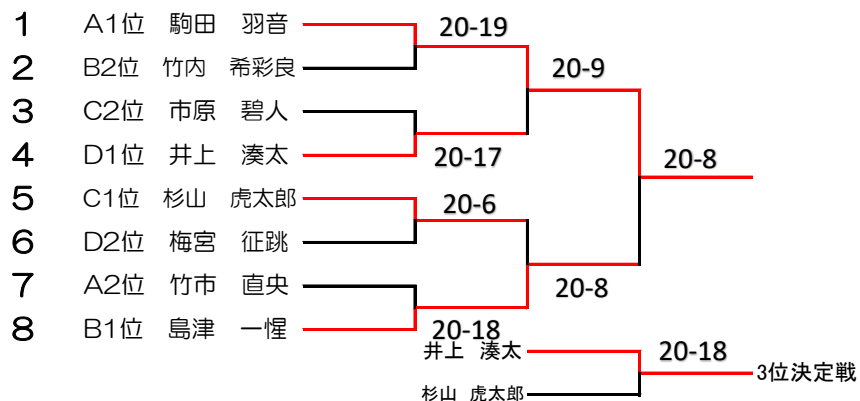 1 A1位 駒田 羽音
20-19
2 B2位 竹内 希彩良
20-9
3 C2位 市原 碧人
4 D1位 井上 湊太
20-17
20-8
5 C1位 杉山 虎太郎
20-6
6 D2位 梅宮 征跳
7 A2位 竹市 直央
20-8
8 B1位 島津 一惺
20-18
井上 湊太
20-18
3位決定戦
杉山 虎太郎